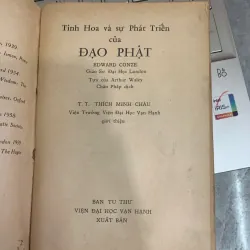 Tinh Hoa và sự Phát Triển
của
ĐẠO PHẬT
EDWARD CONZE
Giáo Sư Đại Học London
Tựa của Arthur Waley
Chân Pháp dịch
T. T. THÍCH MINH CHÂU
Viện Trưởng, Viện Đại Học Vạn Hạnh
giới thiệu
BAN TU THƯ
VIỆN ĐẠI HỌC VẠN HẠNH
XUẤT BẢN